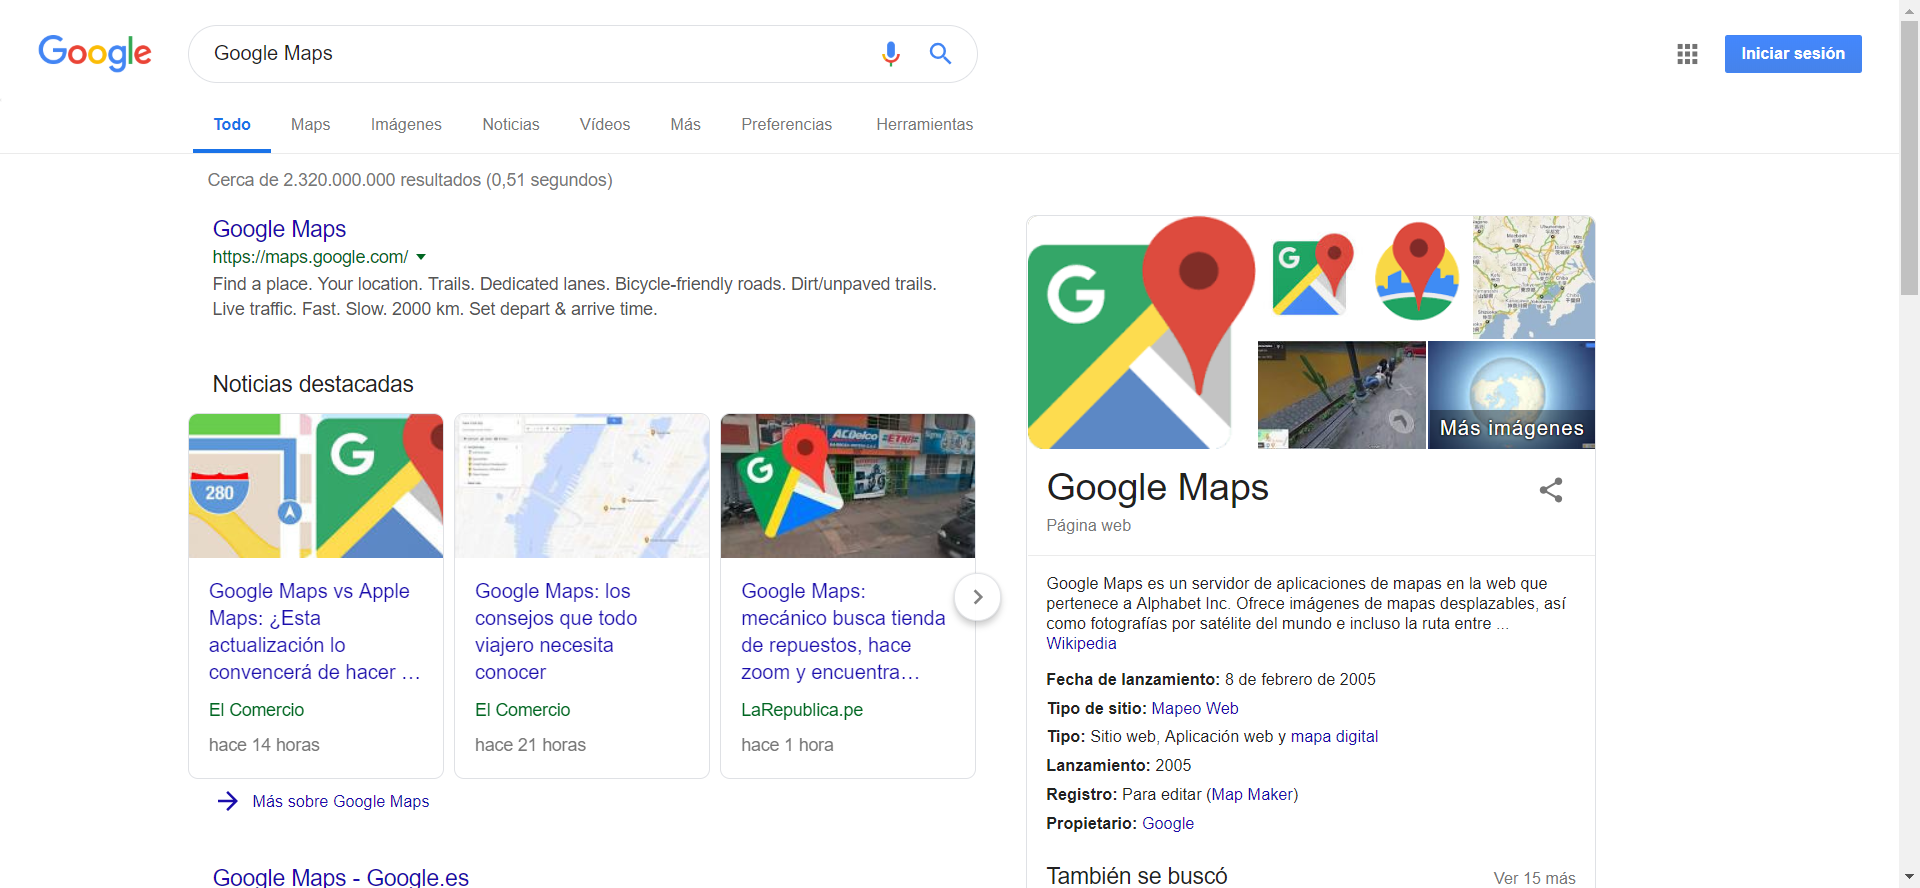 Google
Google Maps
Iniciar sesión
Todo
Maps
Imágenes
Noticias
Vídeos
Más
Preferencias
Herramientas
Cerca de 2.320.000.000 resultados (0,51 segundos)
Google Maps
https://maps.google.com/
Find a place. Your location. Trails. Dedicated lanes. Bicycle-friendly roads. Dirt/unpaved trails.
Live traffic. Fast. Slow. 2000 km. Set depart & arrive time.
Noticias destacadas
280
G
Google Maps vs Apple
Maps: ¿Esta
actualización lo
convencerá de hacer ...
El Comercio
hace 14 horas
Google Maps: los
consejos que todo
viajero necesita
conocer
El Comercio
hace 21 horas
G
ACDelco
ETNA
Google Maps:
mecánico busca tienda
de repuestos, hace
zoom y encuentra...
LaRepublica.pe
hace 1 hora
Más sobre Google Maps
Google Maps - Google.es
G
G
Más imágenes
Google Maps
Página web
Google Maps es un servidor de aplicaciones de mapas en la web que
pertenece a Alphabet Inc. Ofrece imágenes de mapas desplazables, así
como fotografías por satélite del mundo e incluso la ruta entre ...
Wikipedia
Fecha de lanzamiento: 8 de febrero de 2005
Tipo de sitio: Mapeo Web
Tipo: Sitio web, Aplicación web y mapa digital
Lanzamiento: 2005
Registro: Para editar (Map Maker)
Propietario: Google
También se buscó
Ver 15 más